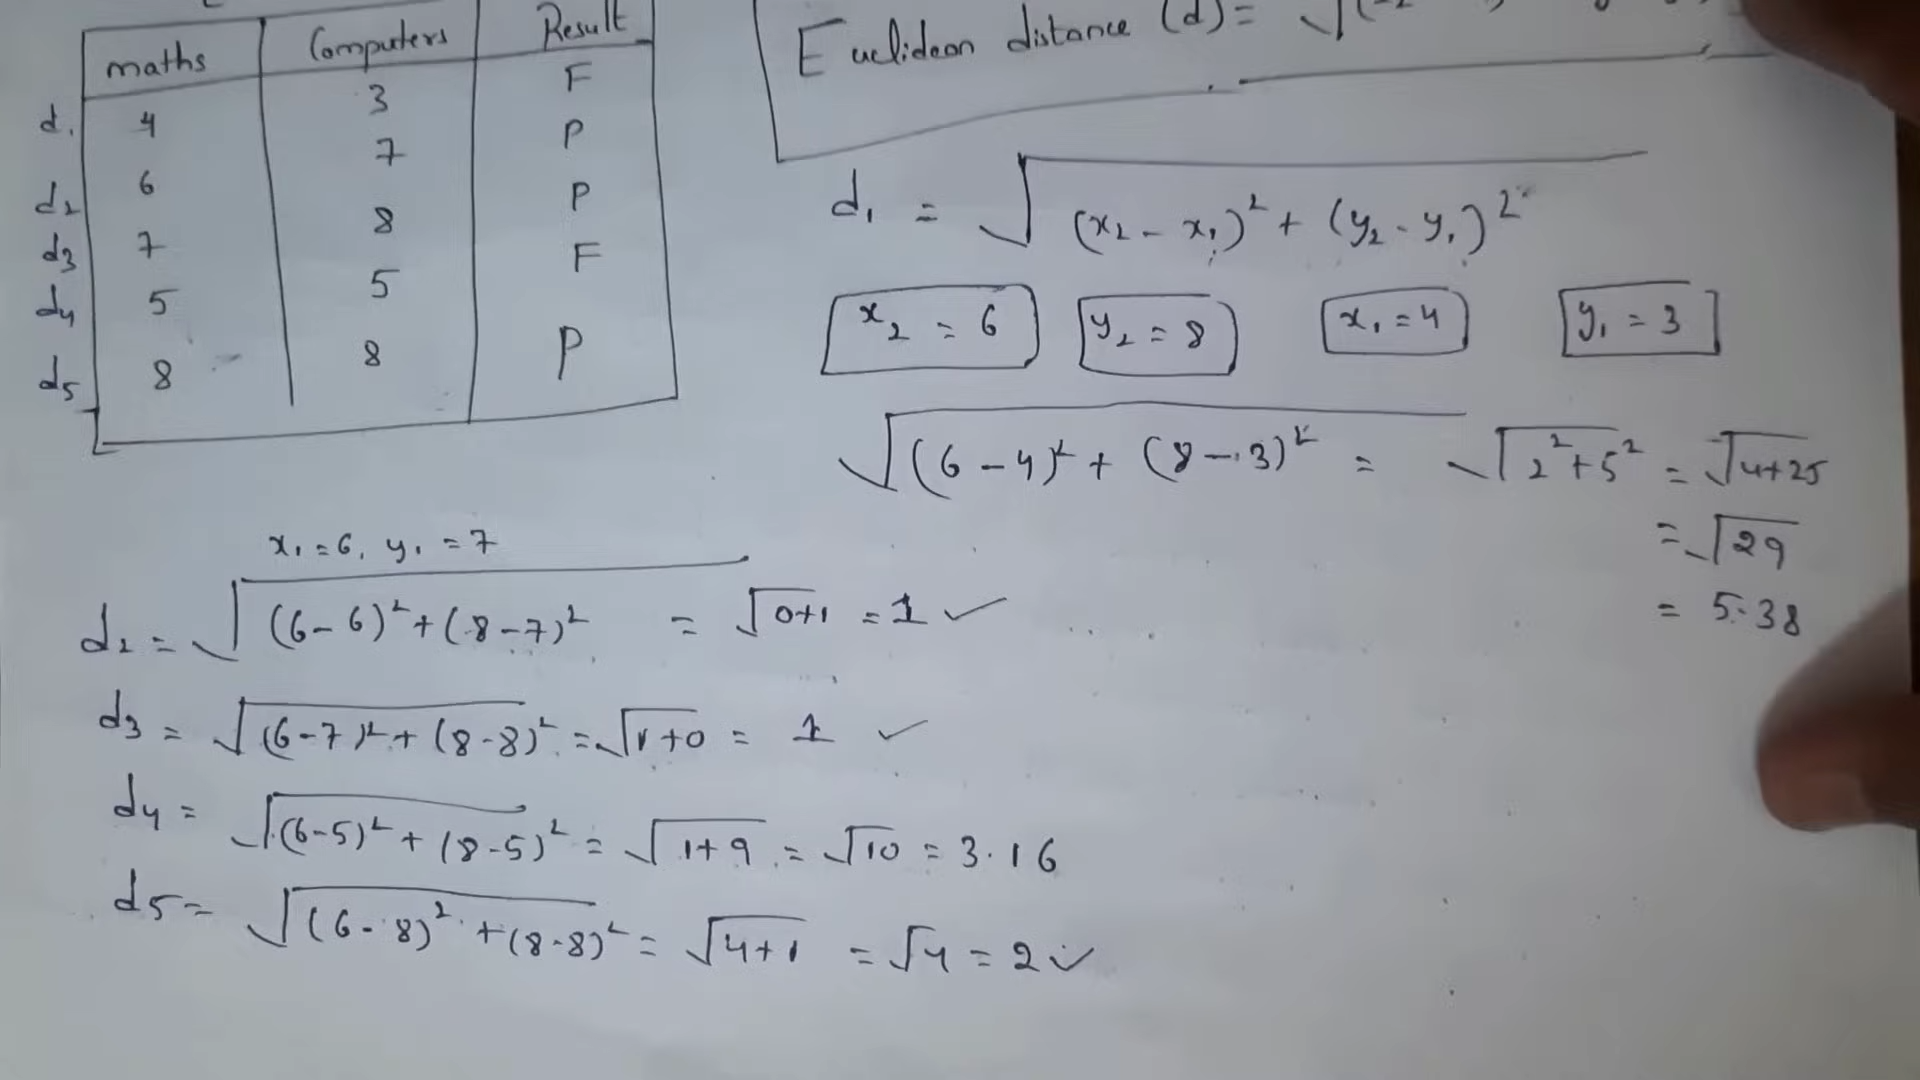 maths Computers Result
d₁ 4 3 F
d₂ 6 7 P
d₃ 7 8 P
d₄ 5 5 F
d₅ 8 8 P
Euclidean distance (d) =
d₁ = √(x₂ - x₁)² + (y₂ - y₁)²
x₂ = 6 y₂ = 8 x₁ = 4 y₁ = 3
√(6 - 4)² + (8 - 3)² = √2² + 5² = √4+25
= √29
= 5.38
x₁ = 6, y₁ = 7
d₂ = √(6-6)² + (8-7)² = √0+1 = 1 ✓
d₃ = √(6-7)² + (8-8)² = √1+0 = 1 ✓
d₄ = √(6-5)² + (8-5)² = √1+9 = √10 = 3.16
d₅ = √(6-8)² + (8-8)² = √4+1 = √4 = 2 ✓